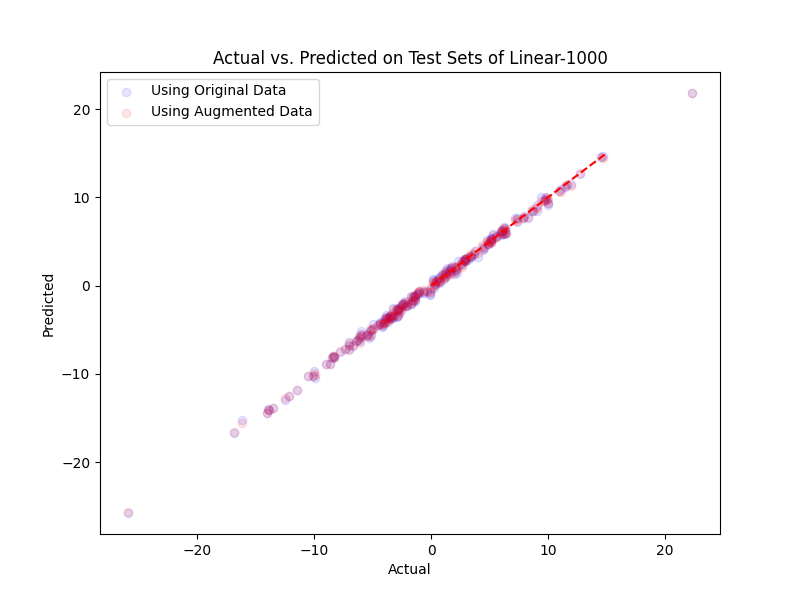 Actual vs. Predicted on Test Sets of Linear-1000
Using Original Data
Using Augmented Data
20
10
0
−10
−20
Predicted
−20
−10
0
10
20
Actual